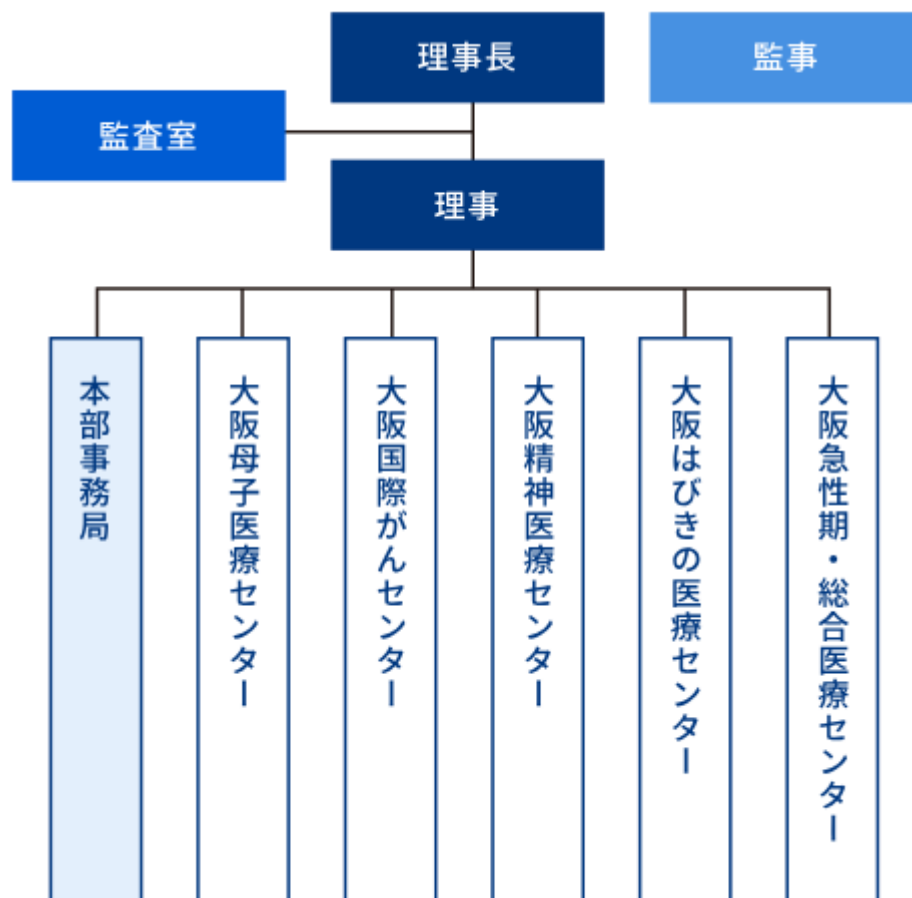 理事長
監事
監査室
理事
本部事務局
大阪母子医療センター
大阪国際がんセンター
大阪精神医療センター
大阪はびきの医療センター
大阪急性期・総合医療センター